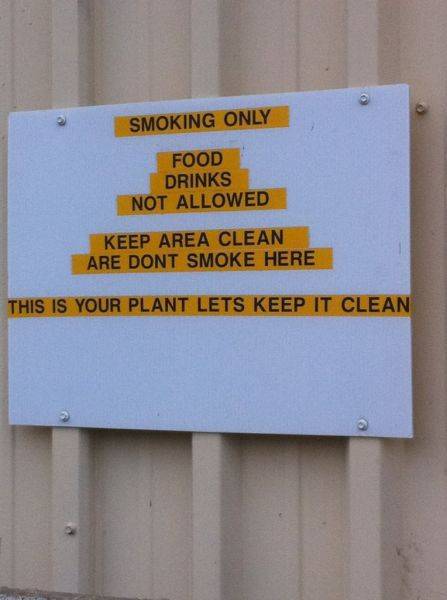 SMOKING ONLY
FOOD
DRINKS
NOT ALLOWED
KEEP AREA CLEAN
ARE DONT SMOKE HERE
THIS IS YOUR PLANT LETS KEEP IT CLEAN